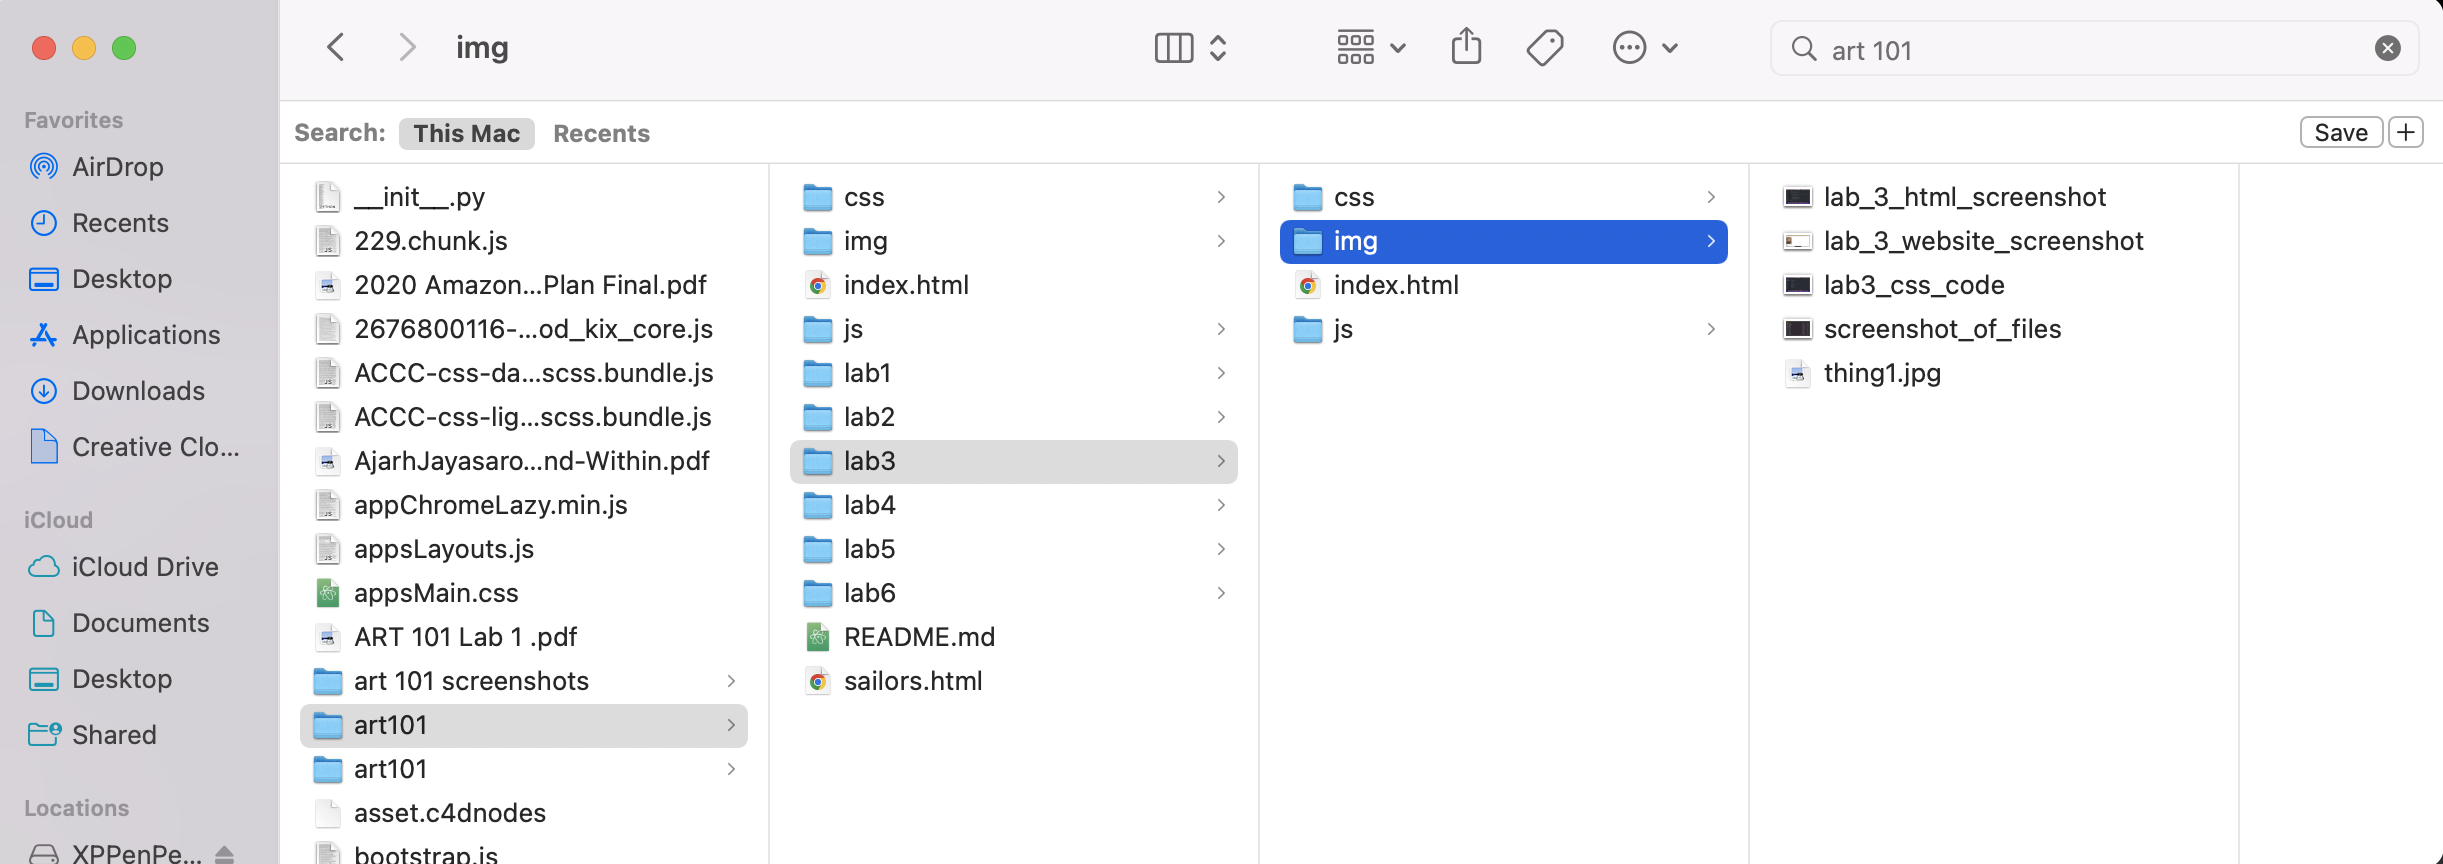 img
art 101
Search: This Mac Recents
Save
Favorites
AirDrop
Recents
Desktop
Applications
Downloads
Creative Clo...
iCloud
iCloud Drive
Documents
Desktop
Shared
Locations
XPPenPe...
__init__.py
229.chunk.js
2020 Amazon...Plan Final.pdf
2676800116-...od_kix_core.js
ACCC-css-da...scss.bundle.js
ACCC-css-lig...scss.bundle.js
AjarhJayasaro...nd-Within.pdf
appChromeLazy.min.js
appsLayouts.js
appsMain.css
ART 101 Lab 1 .pdf
art 101 screenshots
art101
art101
asset.c4dnodes
bootstrap.js
css
img
index.html
js
lab1
lab2
lab3
lab4
lab5
lab6
README.md
sailors.html
css
img
index.html
js
lab_3_html_screenshot
lab_3_website_screenshot
lab3_css_code
screenshot_of_files
thing1.jpg